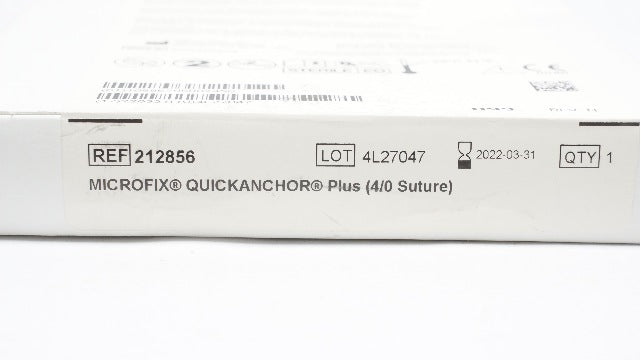 REF 212856 LOT 4L27047 2022-03-31 QTY 1
MICROFIX® QUICKANCHOR® Plus (4/0 Suture)